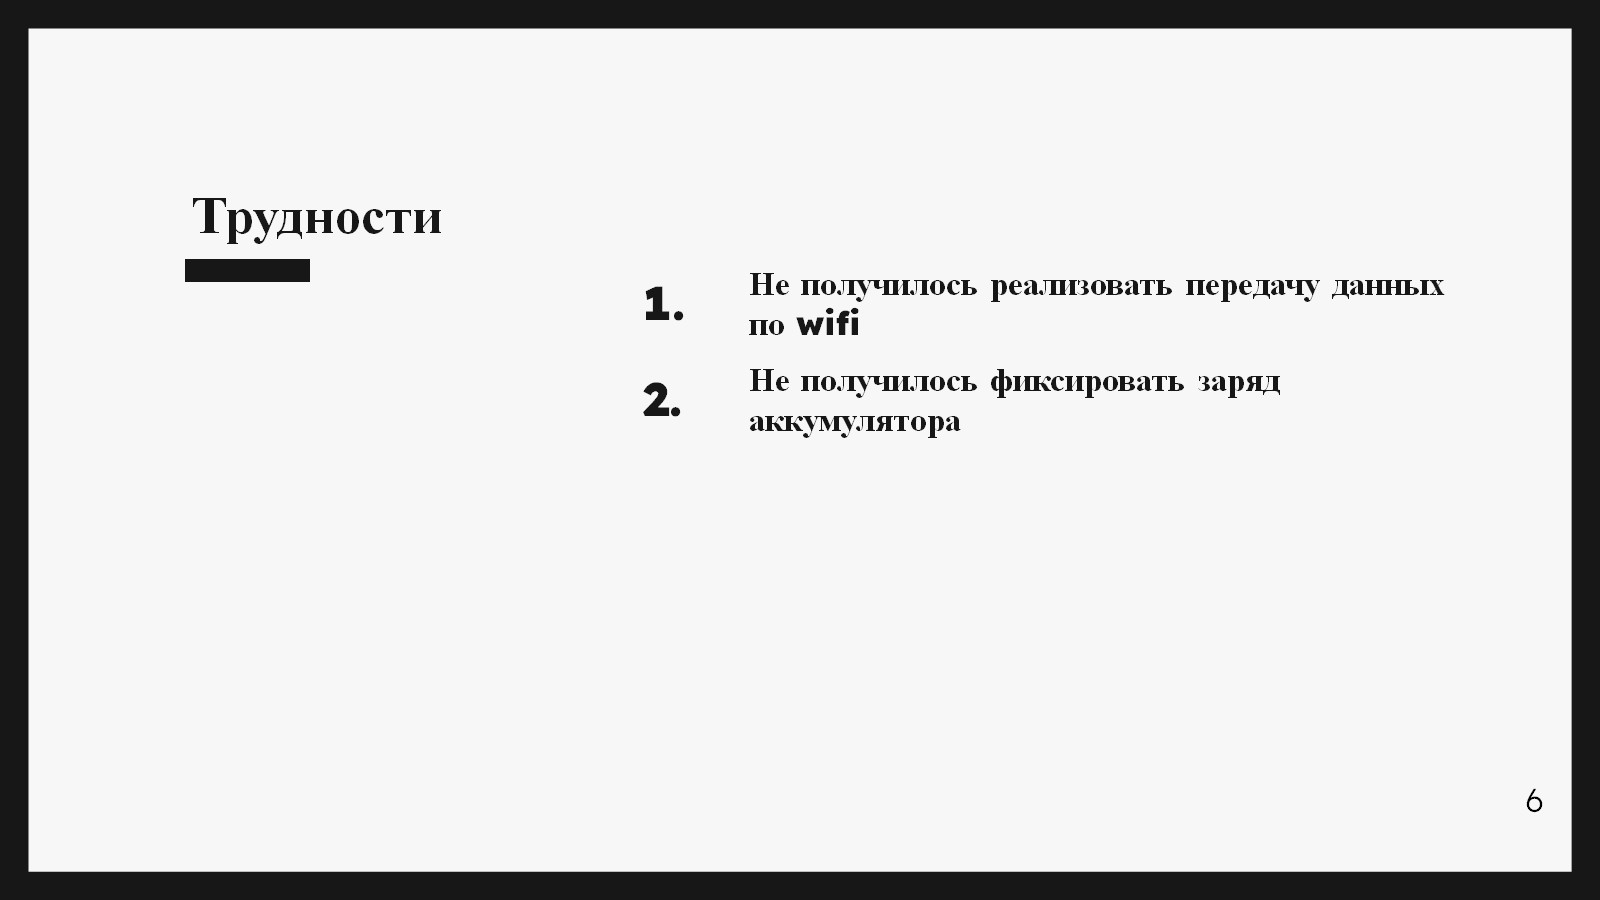 Трудности
1. Не получилось реализовать передачу данных
по wifi
2. Не получилось фиксировать заряд
аккумулятора
6